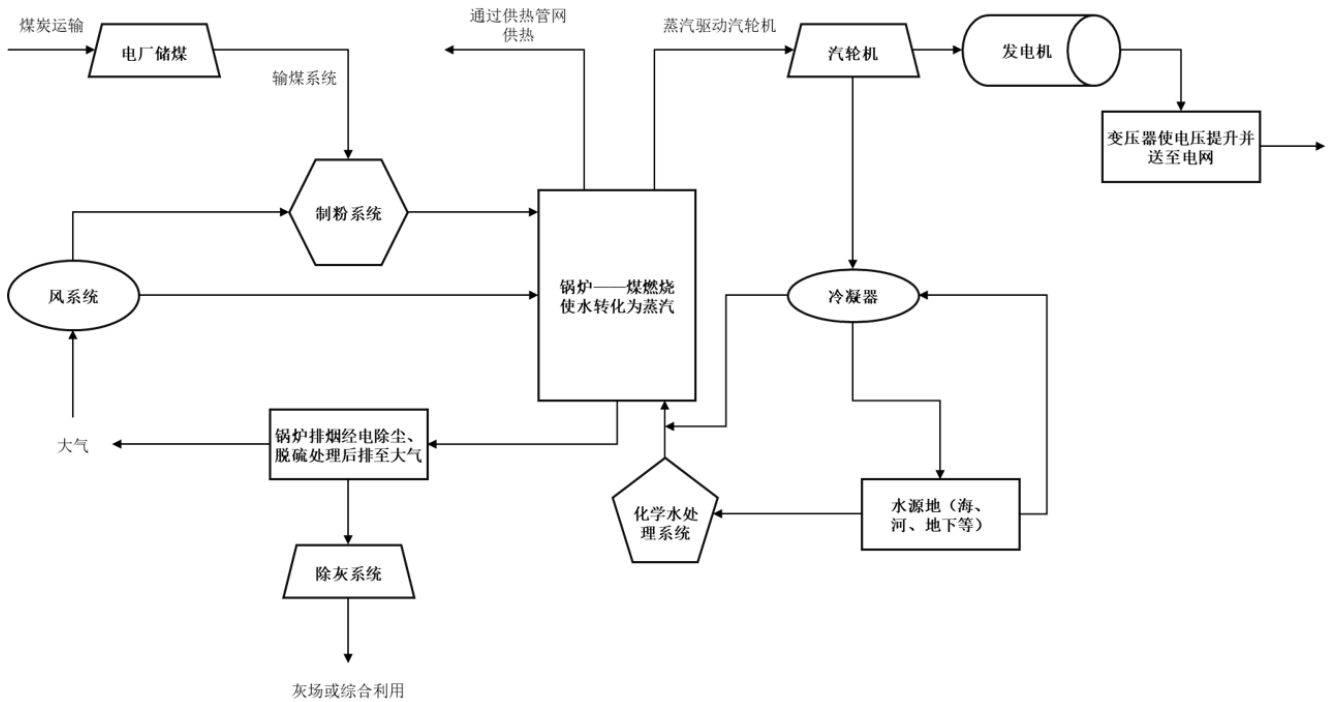 煤炭运输
电厂储煤
输煤系统
通过供热管网
供热
蒸汽驱动汽轮机
汽轮机
发电机
变压器使电压提升并
送至电网
制粉系统
风系统
锅炉——煤燃烧
使水转化为蒸汽
冷凝器
大气
锅炉排烟经电除尘、
脱硫处理后排至大气
化学水处
理系统
水源地（海、
河、地下等）
除灰系统
灰场或综合利用